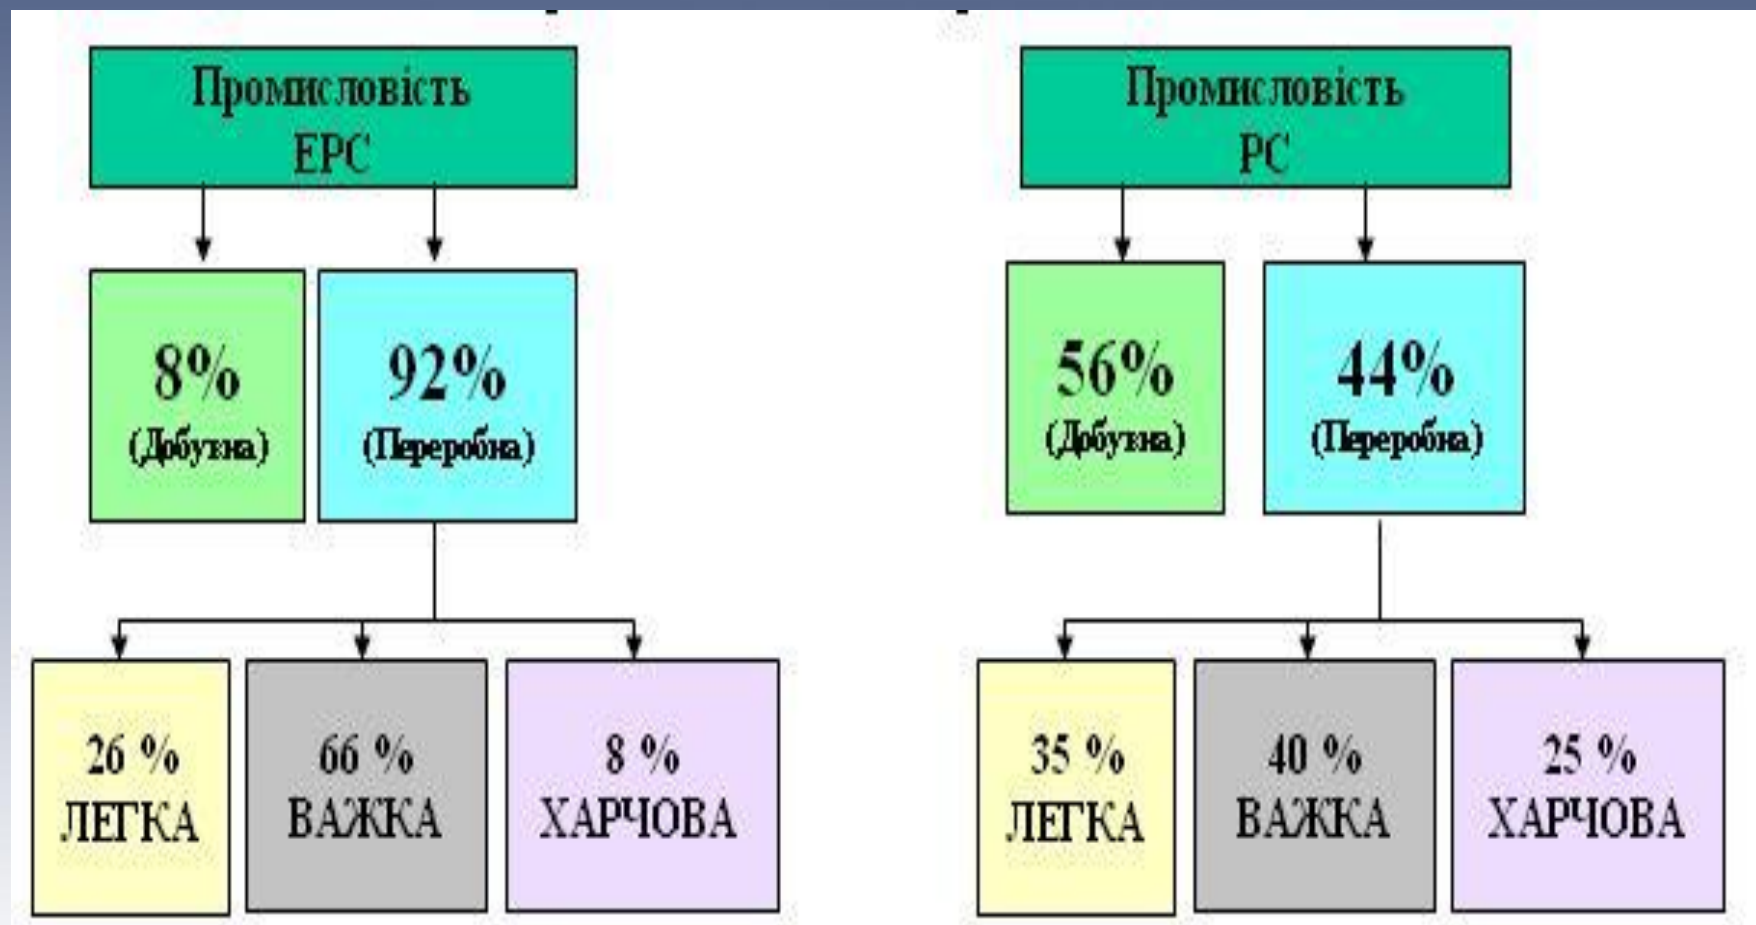 Промисловість
ЕРС
8%
(Добувна)
92%
(Переробна)
26 %
ЛЕГКА
66 %
ВАЖКА
8 %
ХАРЧОВА
Промисловість
РС
56%
(Добувна)
44%
(Переробна)
35 %
ЛЕГКА
40 %
ВАЖКА
25 %
ХАРЧОВА